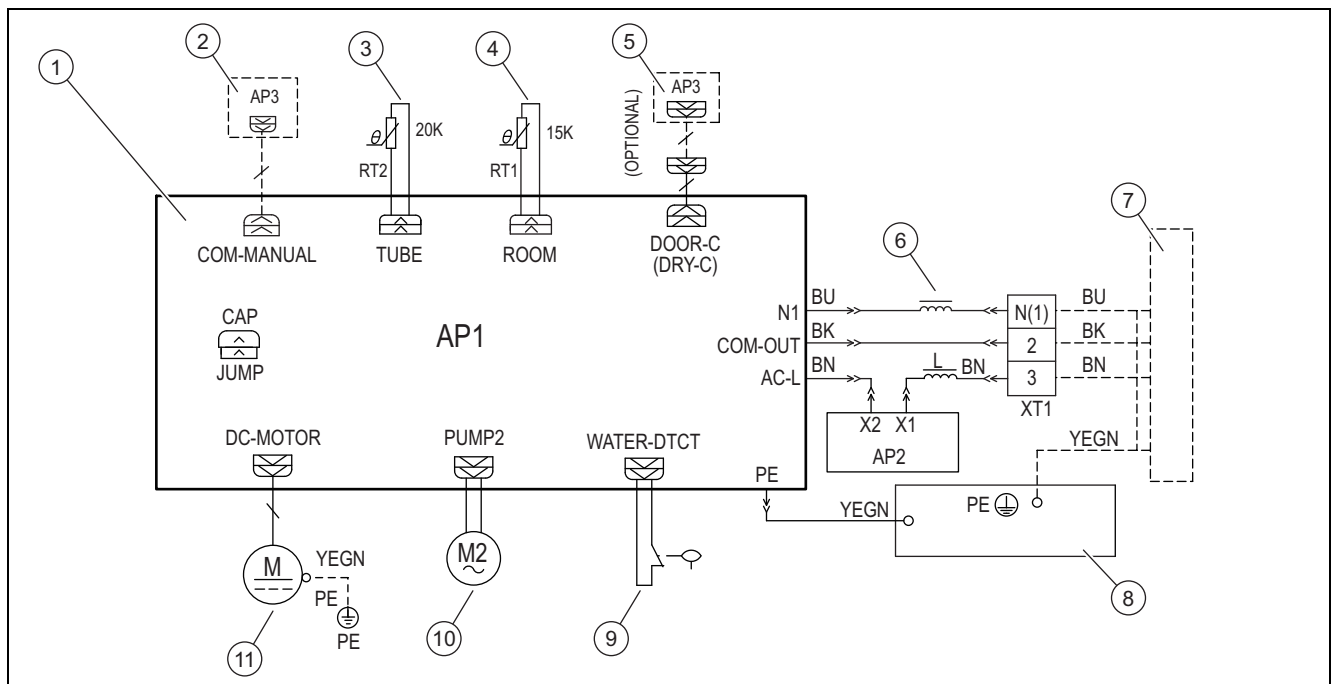 1
2
3
4
5
6
7
8
9
10
11
AP3
AP3
(OPTIONAL)
θ
20K
RT2
θ
15K
RT1
COM-MANUAL
TUBE
ROOM
DOOR-C
(DRY-C)
CAP
JUMP
AP1
N1
BU
N(1)
BU
COM-OUT
BK
2
BK
AC-L
BN
L
BN
3
BN
XT1
X2
X1
AP2
YEGN
DC-MOTOR
PUMP2
WATER-DTCT
PE
YEGN
PE
M
YEGN
PE
PE
M2